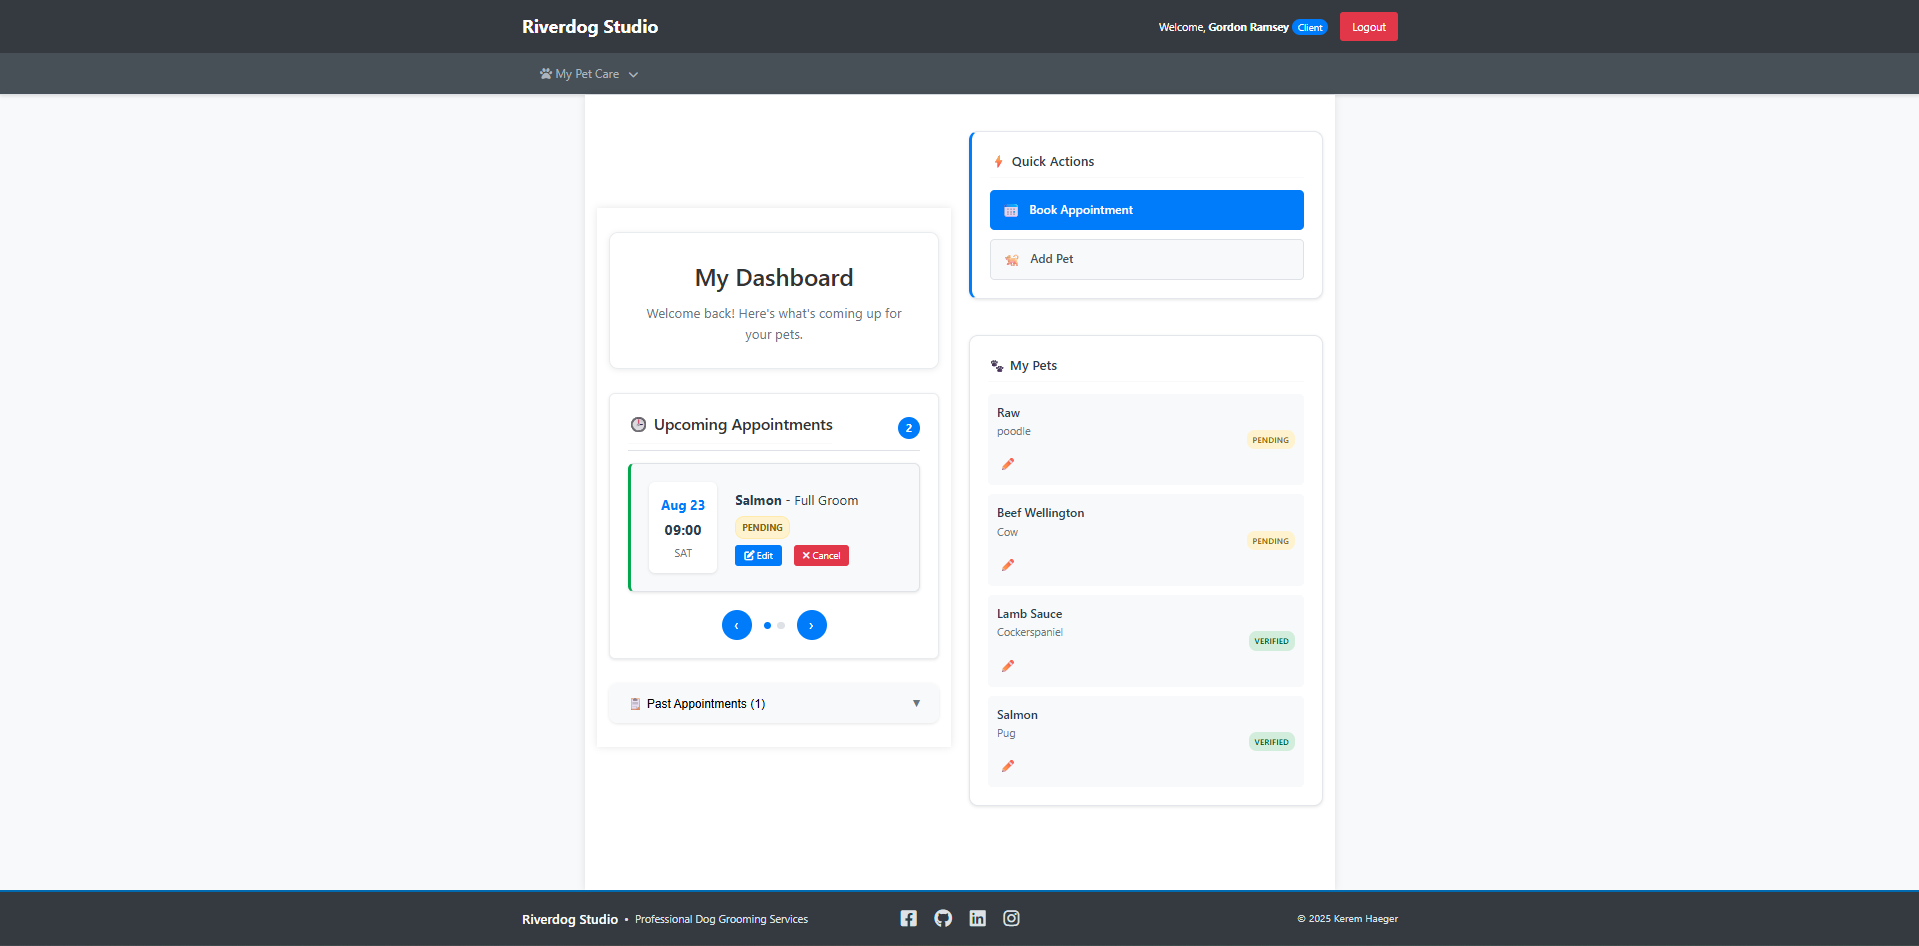 Riverdog Studio
Welcome, Gordon Ramsey Client Logout
My Pet Care
My Dashboard
Welcome back! Here's what's coming up for
your pets.
Upcoming Appointments 2
Aug 23
09:00
SAT
Salmon - Full Groom
PENDING
Edit Cancel
Past Appointments (1)
Quick Actions
Book Appointment
Add Pet
My Pets
Raw
poodle
PENDING
Beef Wellington
Cow
PENDING
Lamb Sauce
Cockerspaniel
VERIFIED
Salmon
Pug
VERIFIED
Riverdog Studio • Professional Dog Grooming Services
© 2025 Kerem Haeger